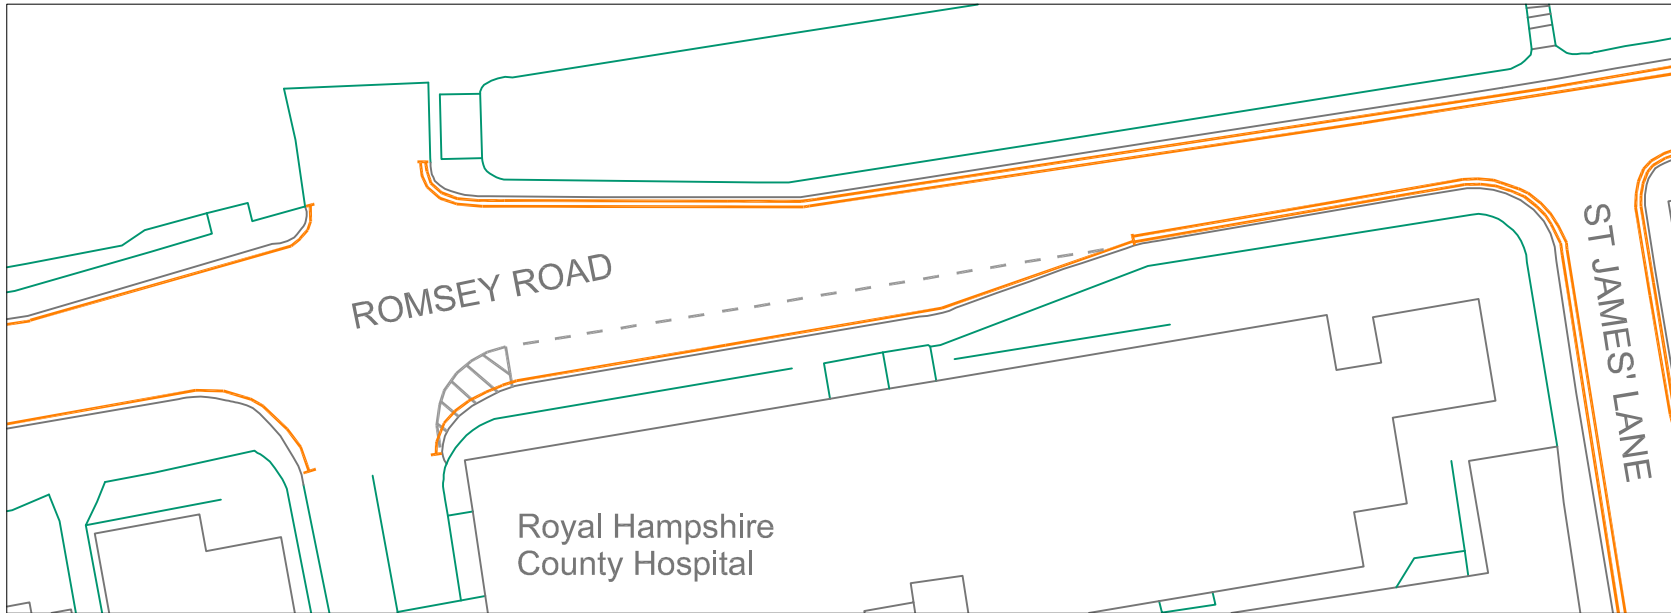 ROMSEY ROAD
ST JAMES' LANE
Royal Hampshire
County Hospital